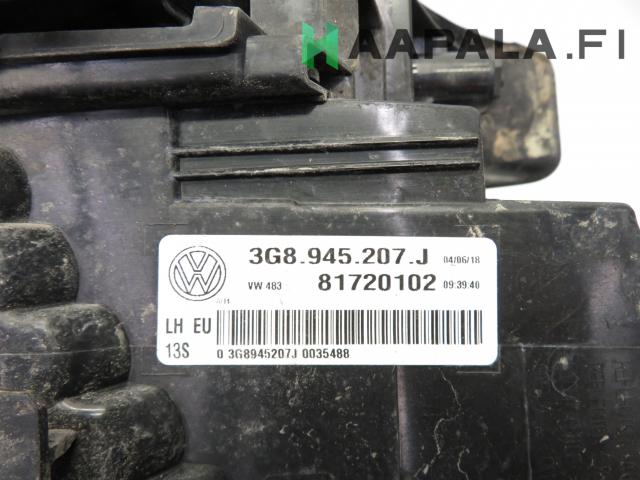 HAAPALA.FI
3G8.945.207.J 04/06/18
VW 483 81720102 09:39:40
LH EU
13S 0 3G8945207J 0035488